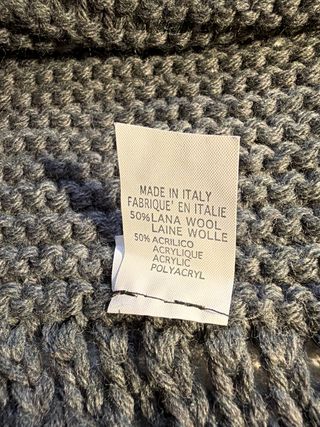 MADE IN ITALY
FABRIQUE' EN ITALIE
50% LANA WOOL
LAINE WOLLE
50% ACRILICO
ACRYLIQUE
ACRYLIC
POLYACRYL